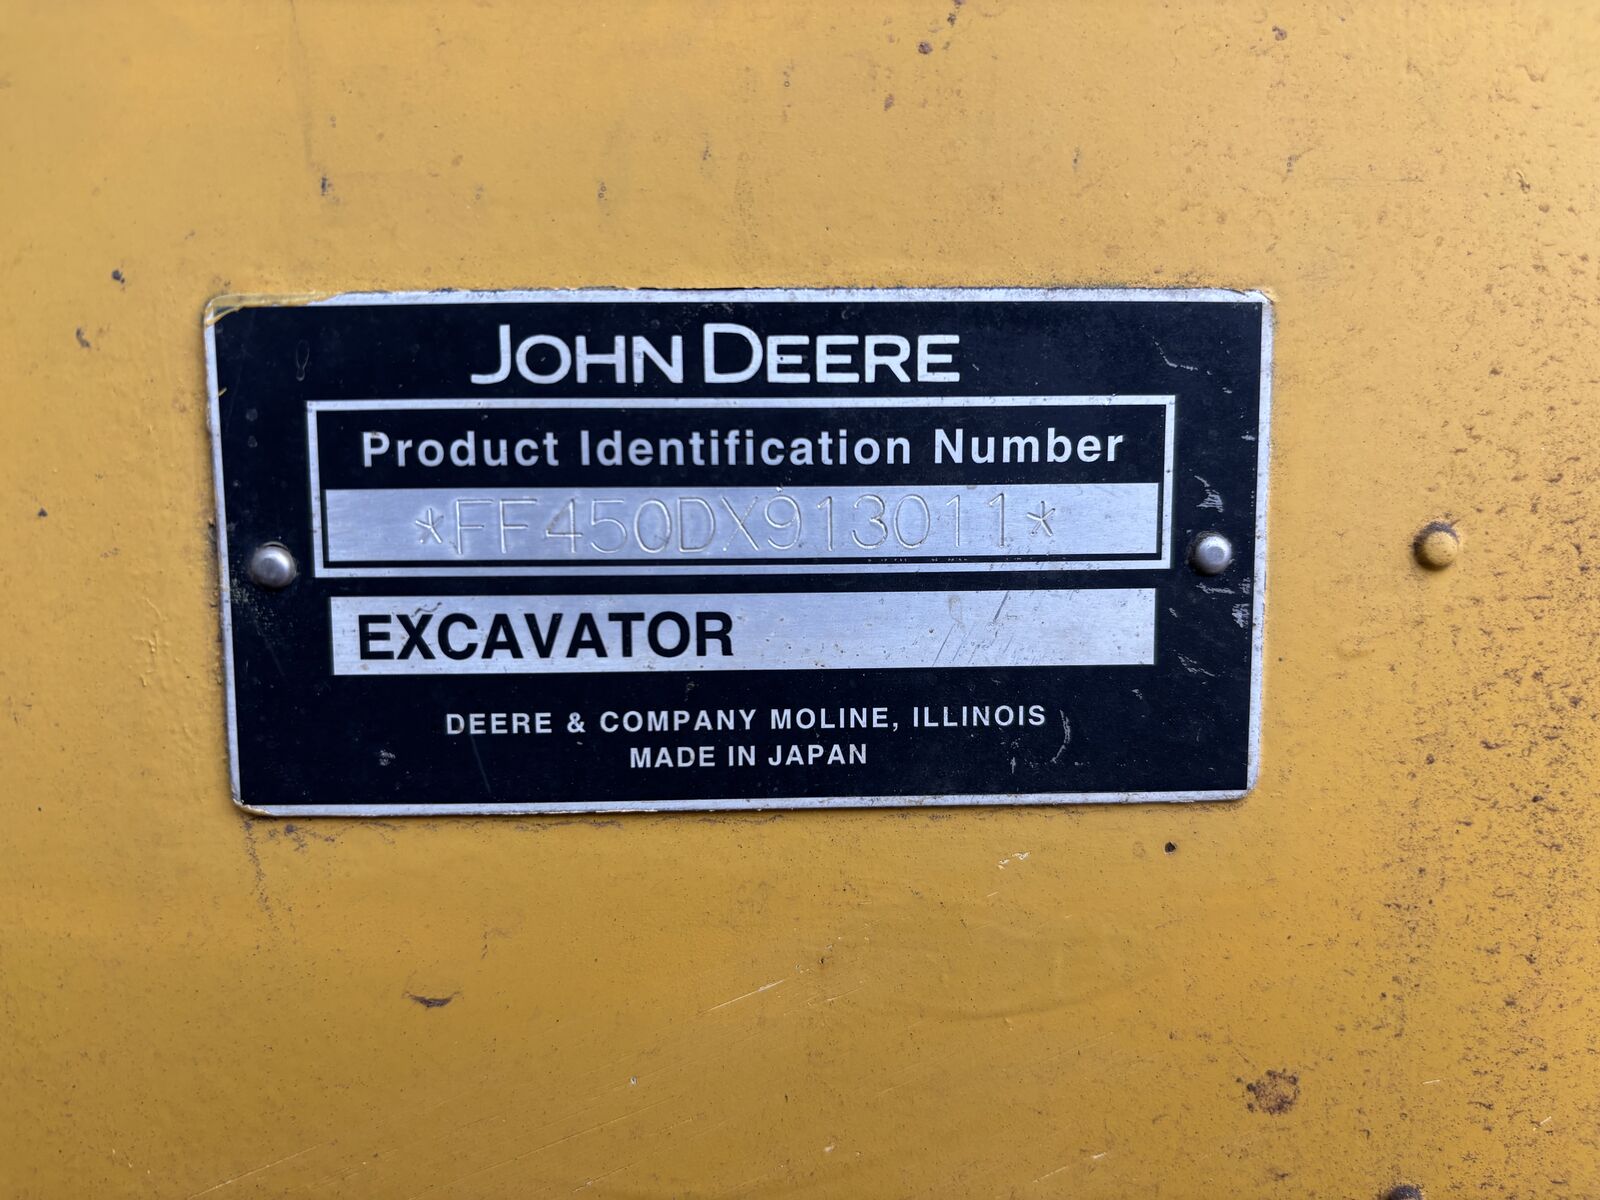 JOHN DEERE
Product Identification Number
*FF450DX913011*
EXCAVATOR
DEERE & COMPANY MOLINE, ILLINOIS
MADE IN JAPAN